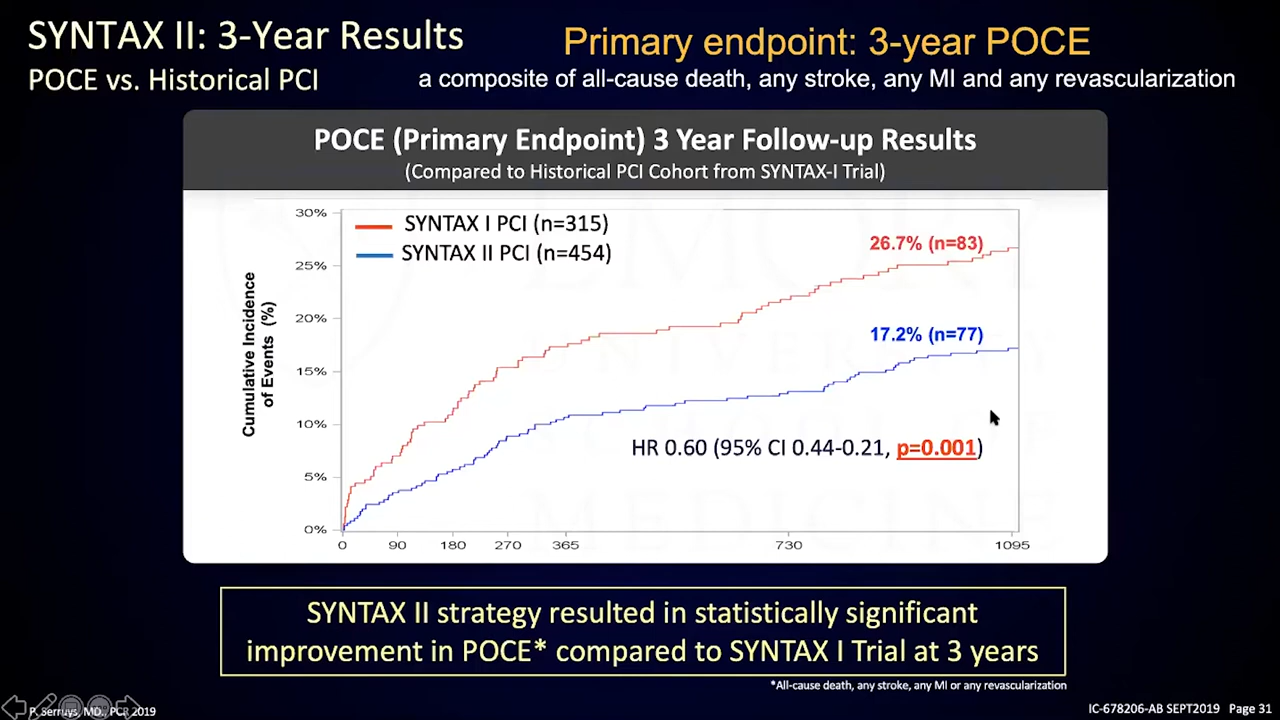 SYNTAX II: 3-Year Results
Primary endpoint: 3-year POCE
POCE vs. Historical PCI
a composite of all-cause death, any stroke, any MI and any revascularization
POCE (Primary Endpoint) 3 Year Follow-up Results
(Compared to Historical PCI Cohort from SYNTAX-I Trial)
30%
25%
20%
15%
10%
5%
0%
Cumulative Incidence
of Events (%)
SYNTAX I PCI (n=315)
SYNTAX II PCI (n=454)
26.7% (n=83)
17.2% (n=77)
HR 0.60 (95% CI 0.44-0.21, p=0.001)
0 90 180 270 365 730 1095
EMORY
UNIVERSITY
SCHOOL OF
MEDICINE
SYNTAX II strategy resulted in statistically significant
improvement in POCE* compared to SYNTAX I Trial at 3 years
*All-cause death, any stroke, any MI or any revascularization
P. Serruys, MD, PCR 2019
IC-678206-AB SEPT2019 Page 31